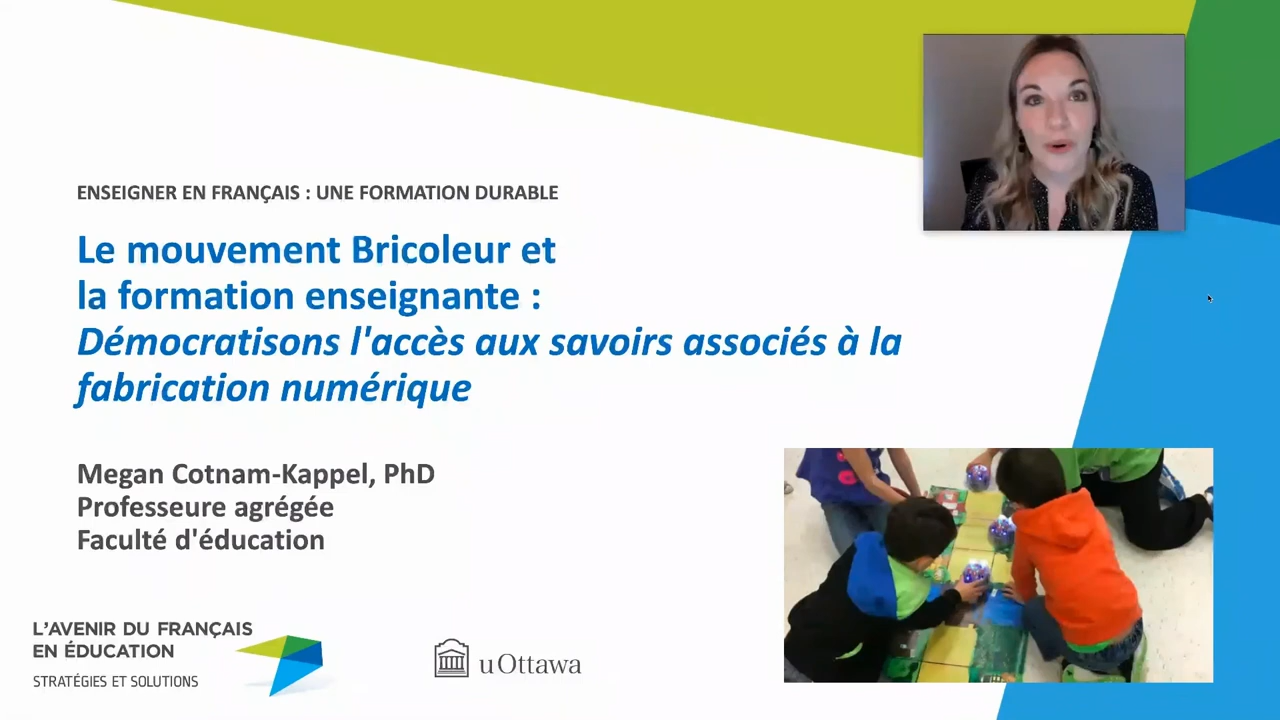 ENSEIGNER EN FRANÇAIS : UNE FORMATION DURABLE
Le mouvement Bricoleur et
la formation enseignante :
Démocratisons l'accès aux savoirs associés à la
fabrication numérique
Megan Cotnam-Kappel, PhD
Professeure agrégée
Faculté d'éducation
L'AVENIR DU FRANÇAIS
EN ÉDUCATION
STRATÉGIES ET SOLUTIONS
uOttawa